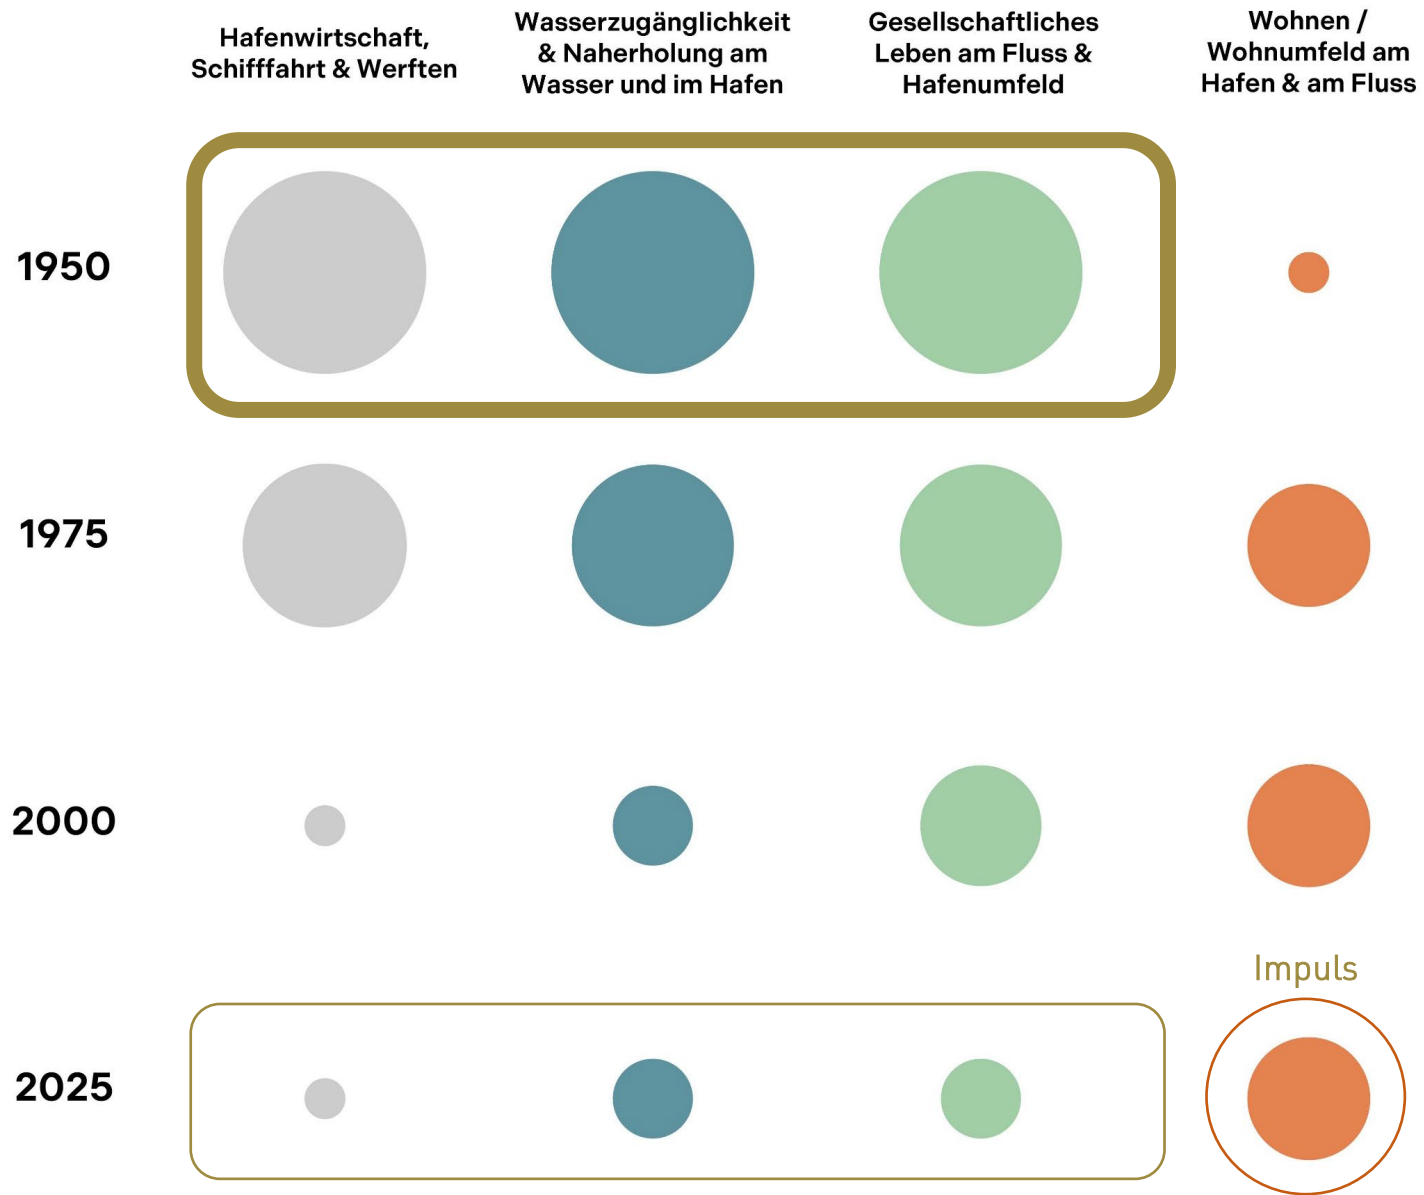 Hafenwirtschaft,
Schifffahrt & Werften
Wasserzugänglichkeit
& Naherholung am
Wasser und im Hafen
Gesellschaftliches
Leben am Fluss &
Hafenumfeld
Wohnen /
Wohnumfeld am
Hafen & am Fluss
1950
1975
2000
Impuls
2025